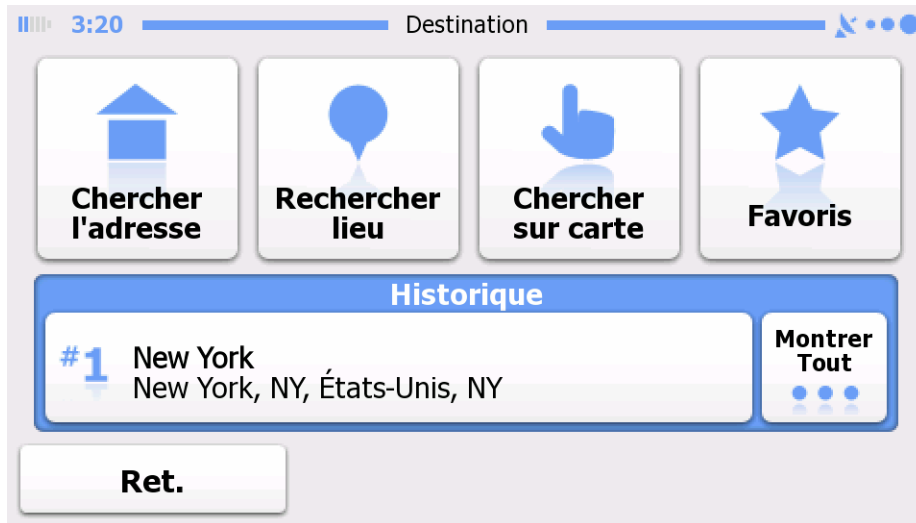 3:20 Destination
Chercher
l'adresse
Rechercher
lieu
Chercher
sur carte
Favoris
Historique
#1 New York
New York, NY, États-Unis, NY
Montrer
Tout
Ret.